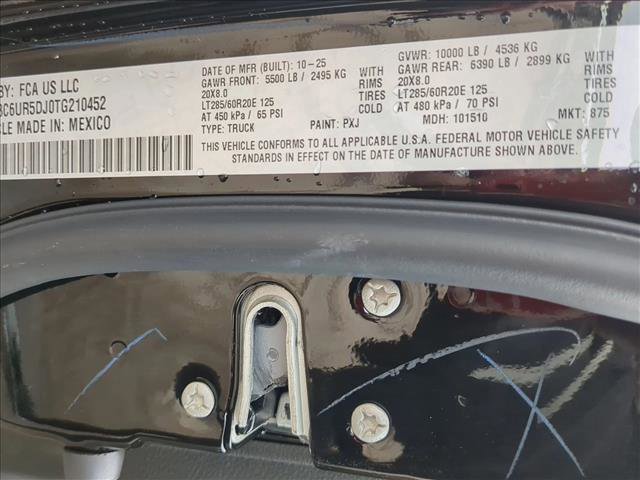 BY: FCA US LLC
3C6UR5DJ0TG210452
CLE MADE IN: MEXICO
DATE OF MFR (BUILT): 10-25
GAWR FRONT: 5500 LB / 2495 KG
20X8.0 RIMS
LT285/60R20E 125 TIRES
AT 450 kPa / 65 PSI COLD
TYPE: TRUCK PAINT: PXJ
GVWR: 10000 LB / 4536 KG
GAWR REAR: 6390 LB / 2899 KG
20X8.0 RIMS
LT285/60R20E 125 TIRES
AT 480 kPa / 70 PSI COLD
MDH: 101510 MKT: 875
THIS VEHICLE CONFORMS TO ALL APPLICABLE U.S.A. FEDERAL MOTOR VEHICLE SAFETY
STANDARDS IN EFFECT ON THE DATE OF MANUFACTURE SHOWN ABOVE.